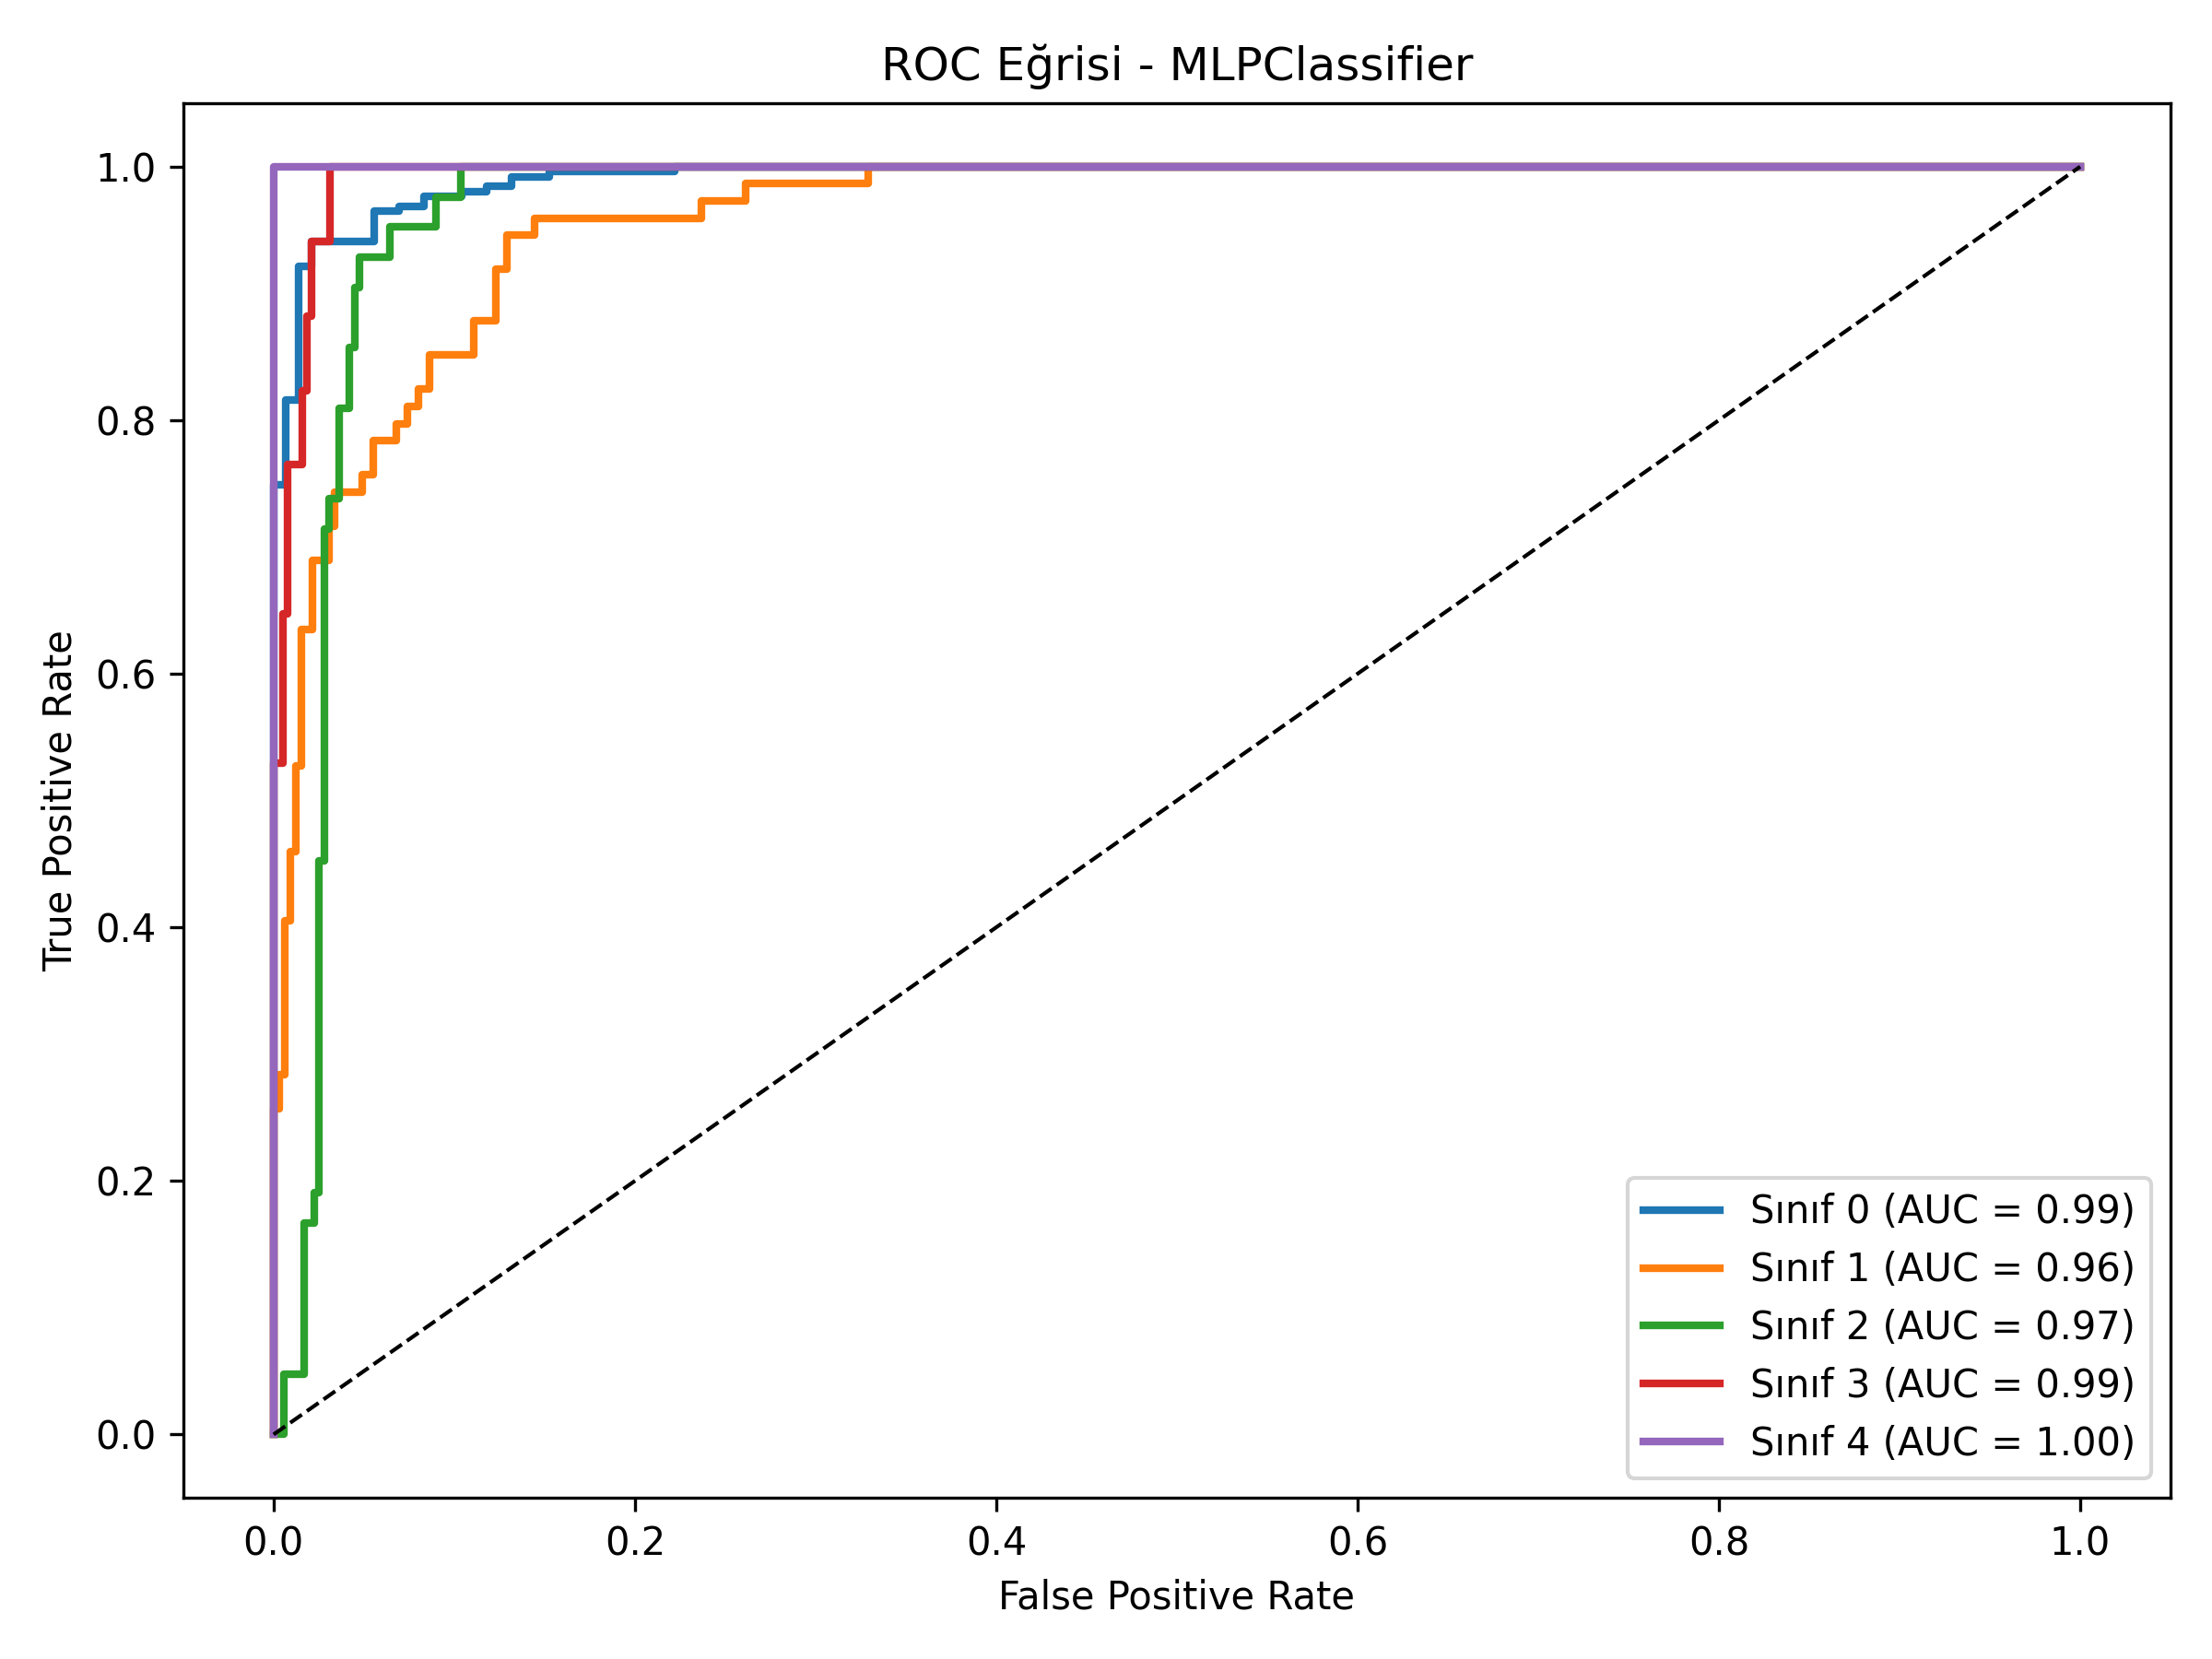 ROC Eğrisi - MLPClassifier
True Positive Rate
1.0
0.8
0.6
0.4
0.2
0.0
0.0 0.2 0.4 0.6 0.8 1.0
False Positive Rate
Sınıf 0 (AUC = 0.99)
Sınıf 1 (AUC = 0.96)
Sınıf 2 (AUC = 0.97)
Sınıf 3 (AUC = 0.99)
Sınıf 4 (AUC = 1.00)